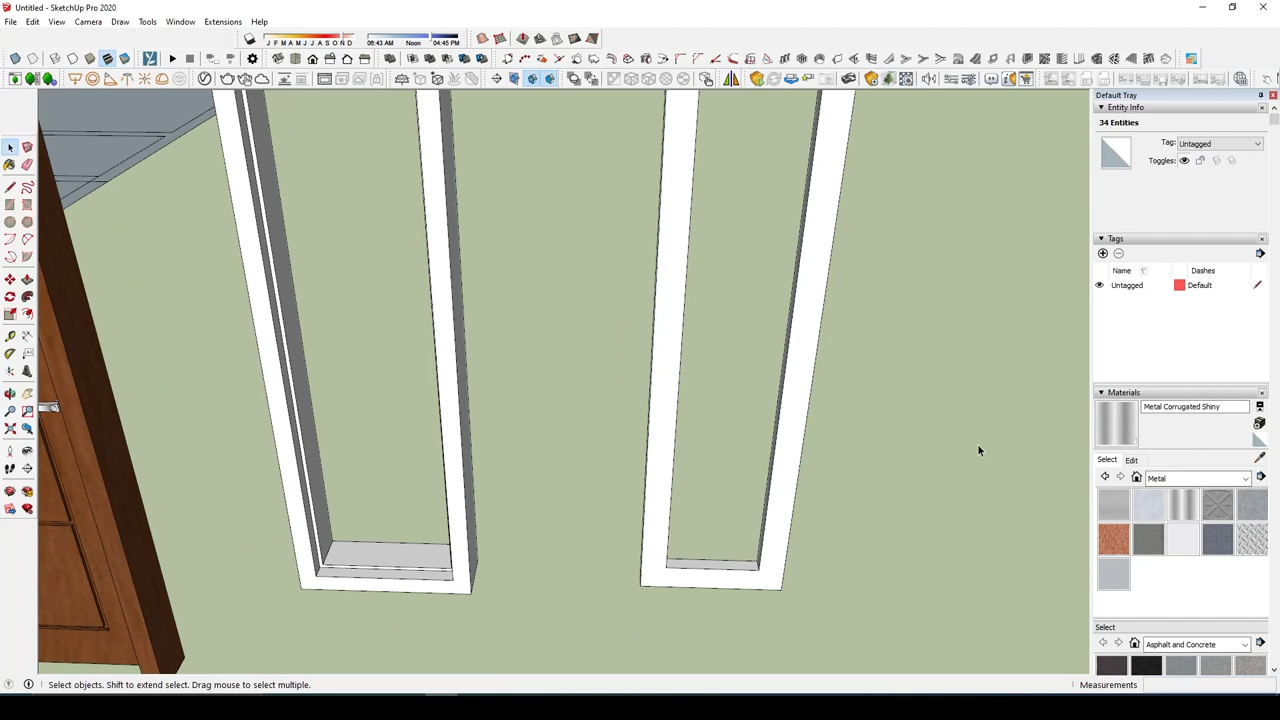 Untitled - SketchUp Pro 2020
File Edit View Camera Draw Tools Window Extensions Help
J F M A M J J A S O N D
06:43 AM Noon 04:45 PM
Default Tray
Entity Info
34 Entities
Tag: Untagged
Toggles:
Tags
Name Dashes
Untagged Default
Materials
Metal Corrugated Shiny
Select Edit
Metal
Select
Asphalt and Concrete
Select objects. Shift to extend select. Drag mouse to select multiple.
Measurements